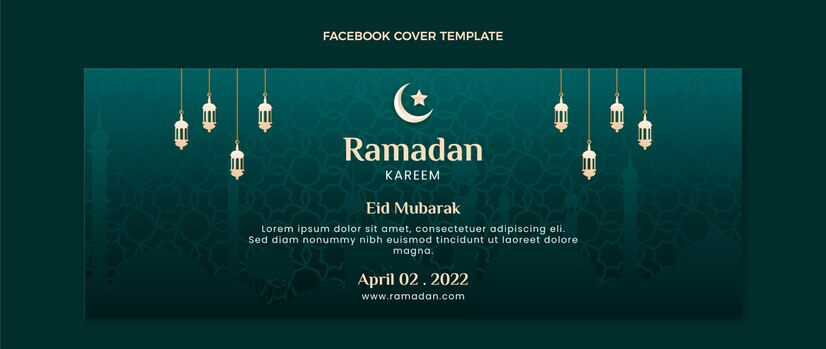 FACEBOOK COVER TEMPLATE
Ramadan
KAREEM
Eid Mubarak
Lorem ipsum dolor sit amet, consectetuer adipiscing eli.
Sed diam nonummy nibh euismod tincidunt ut laoreet dolore
magna.
April 02 . 2022
www.ramadan.com